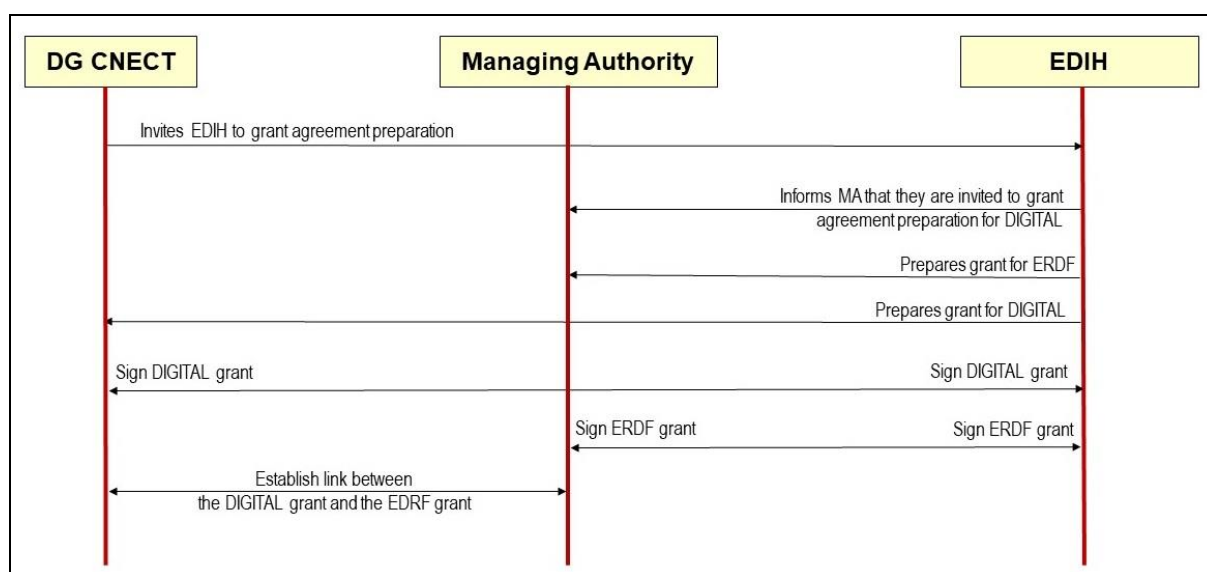 DG CNECT
Managing Authority
EDIH
Invites EDIH to grant agreement preparation
Informs MA that they are invited to grant
agreement preparation for DIGITAL
Prepares grant for ERDF
Prepares grant for DIGITAL
Sign DIGITAL grant
Sign DIGITAL grant
Sign ERDF grant
Sign ERDF grant
Establish link between
the DIGITAL grant and the EDRF grant